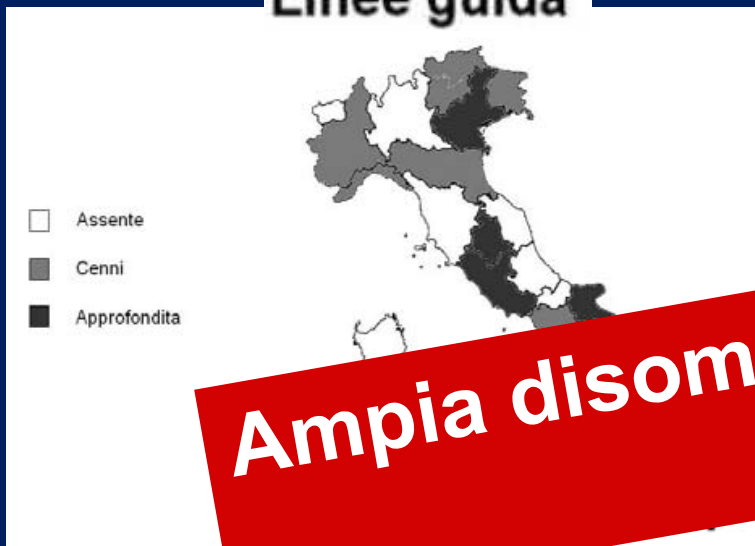 Linee guida
Assente
Cenni
Approfondita
Ampia disom